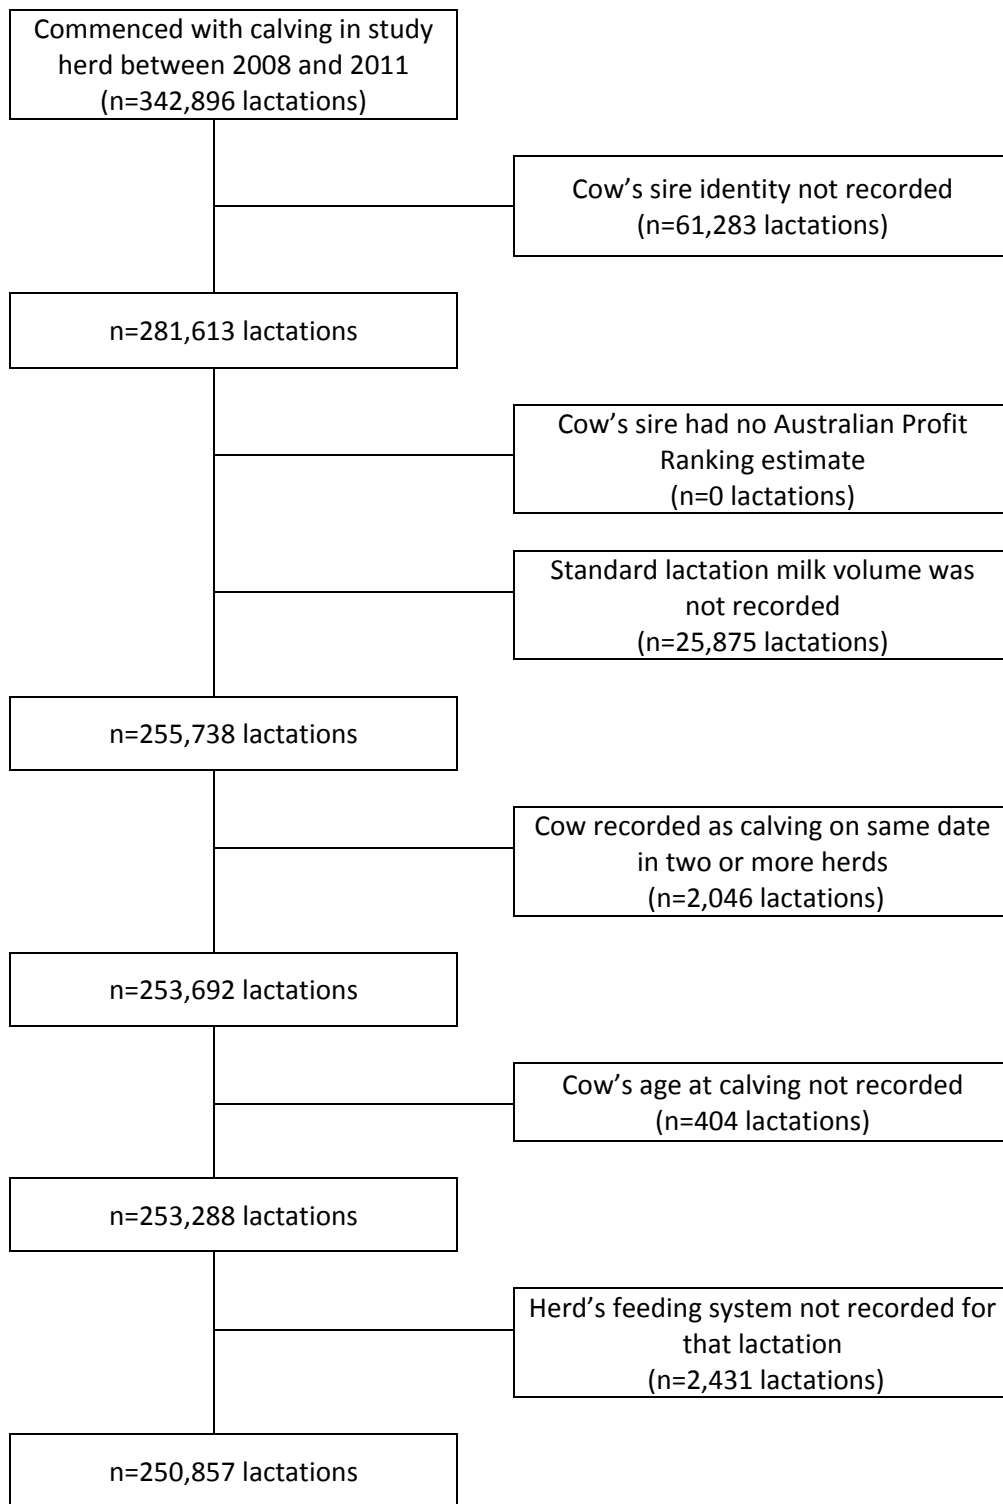 Commenced with calving in study
herd between 2008 and 2011
(n=342,896 lactations)
Cow’s sire identity not recorded
(n=61,283 lactations)
n=281,613 lactations
Cow’s sire had no Australian Profit
Ranking estimate
(n=0 lactations)
Standard lactation milk volume was
not recorded
(n=25,875 lactations)
n=255,738 lactations
Cow recorded as calving on same date
in two or more herds
(n=2,046 lactations)
n=253,692 lactations
Cow’s age at calving not recorded
(n=404 lactations)
n=253,288 lactations
Herd’s feeding system not recorded for
that lactation
(n=2,431 lactations)
n=250,857 lactations